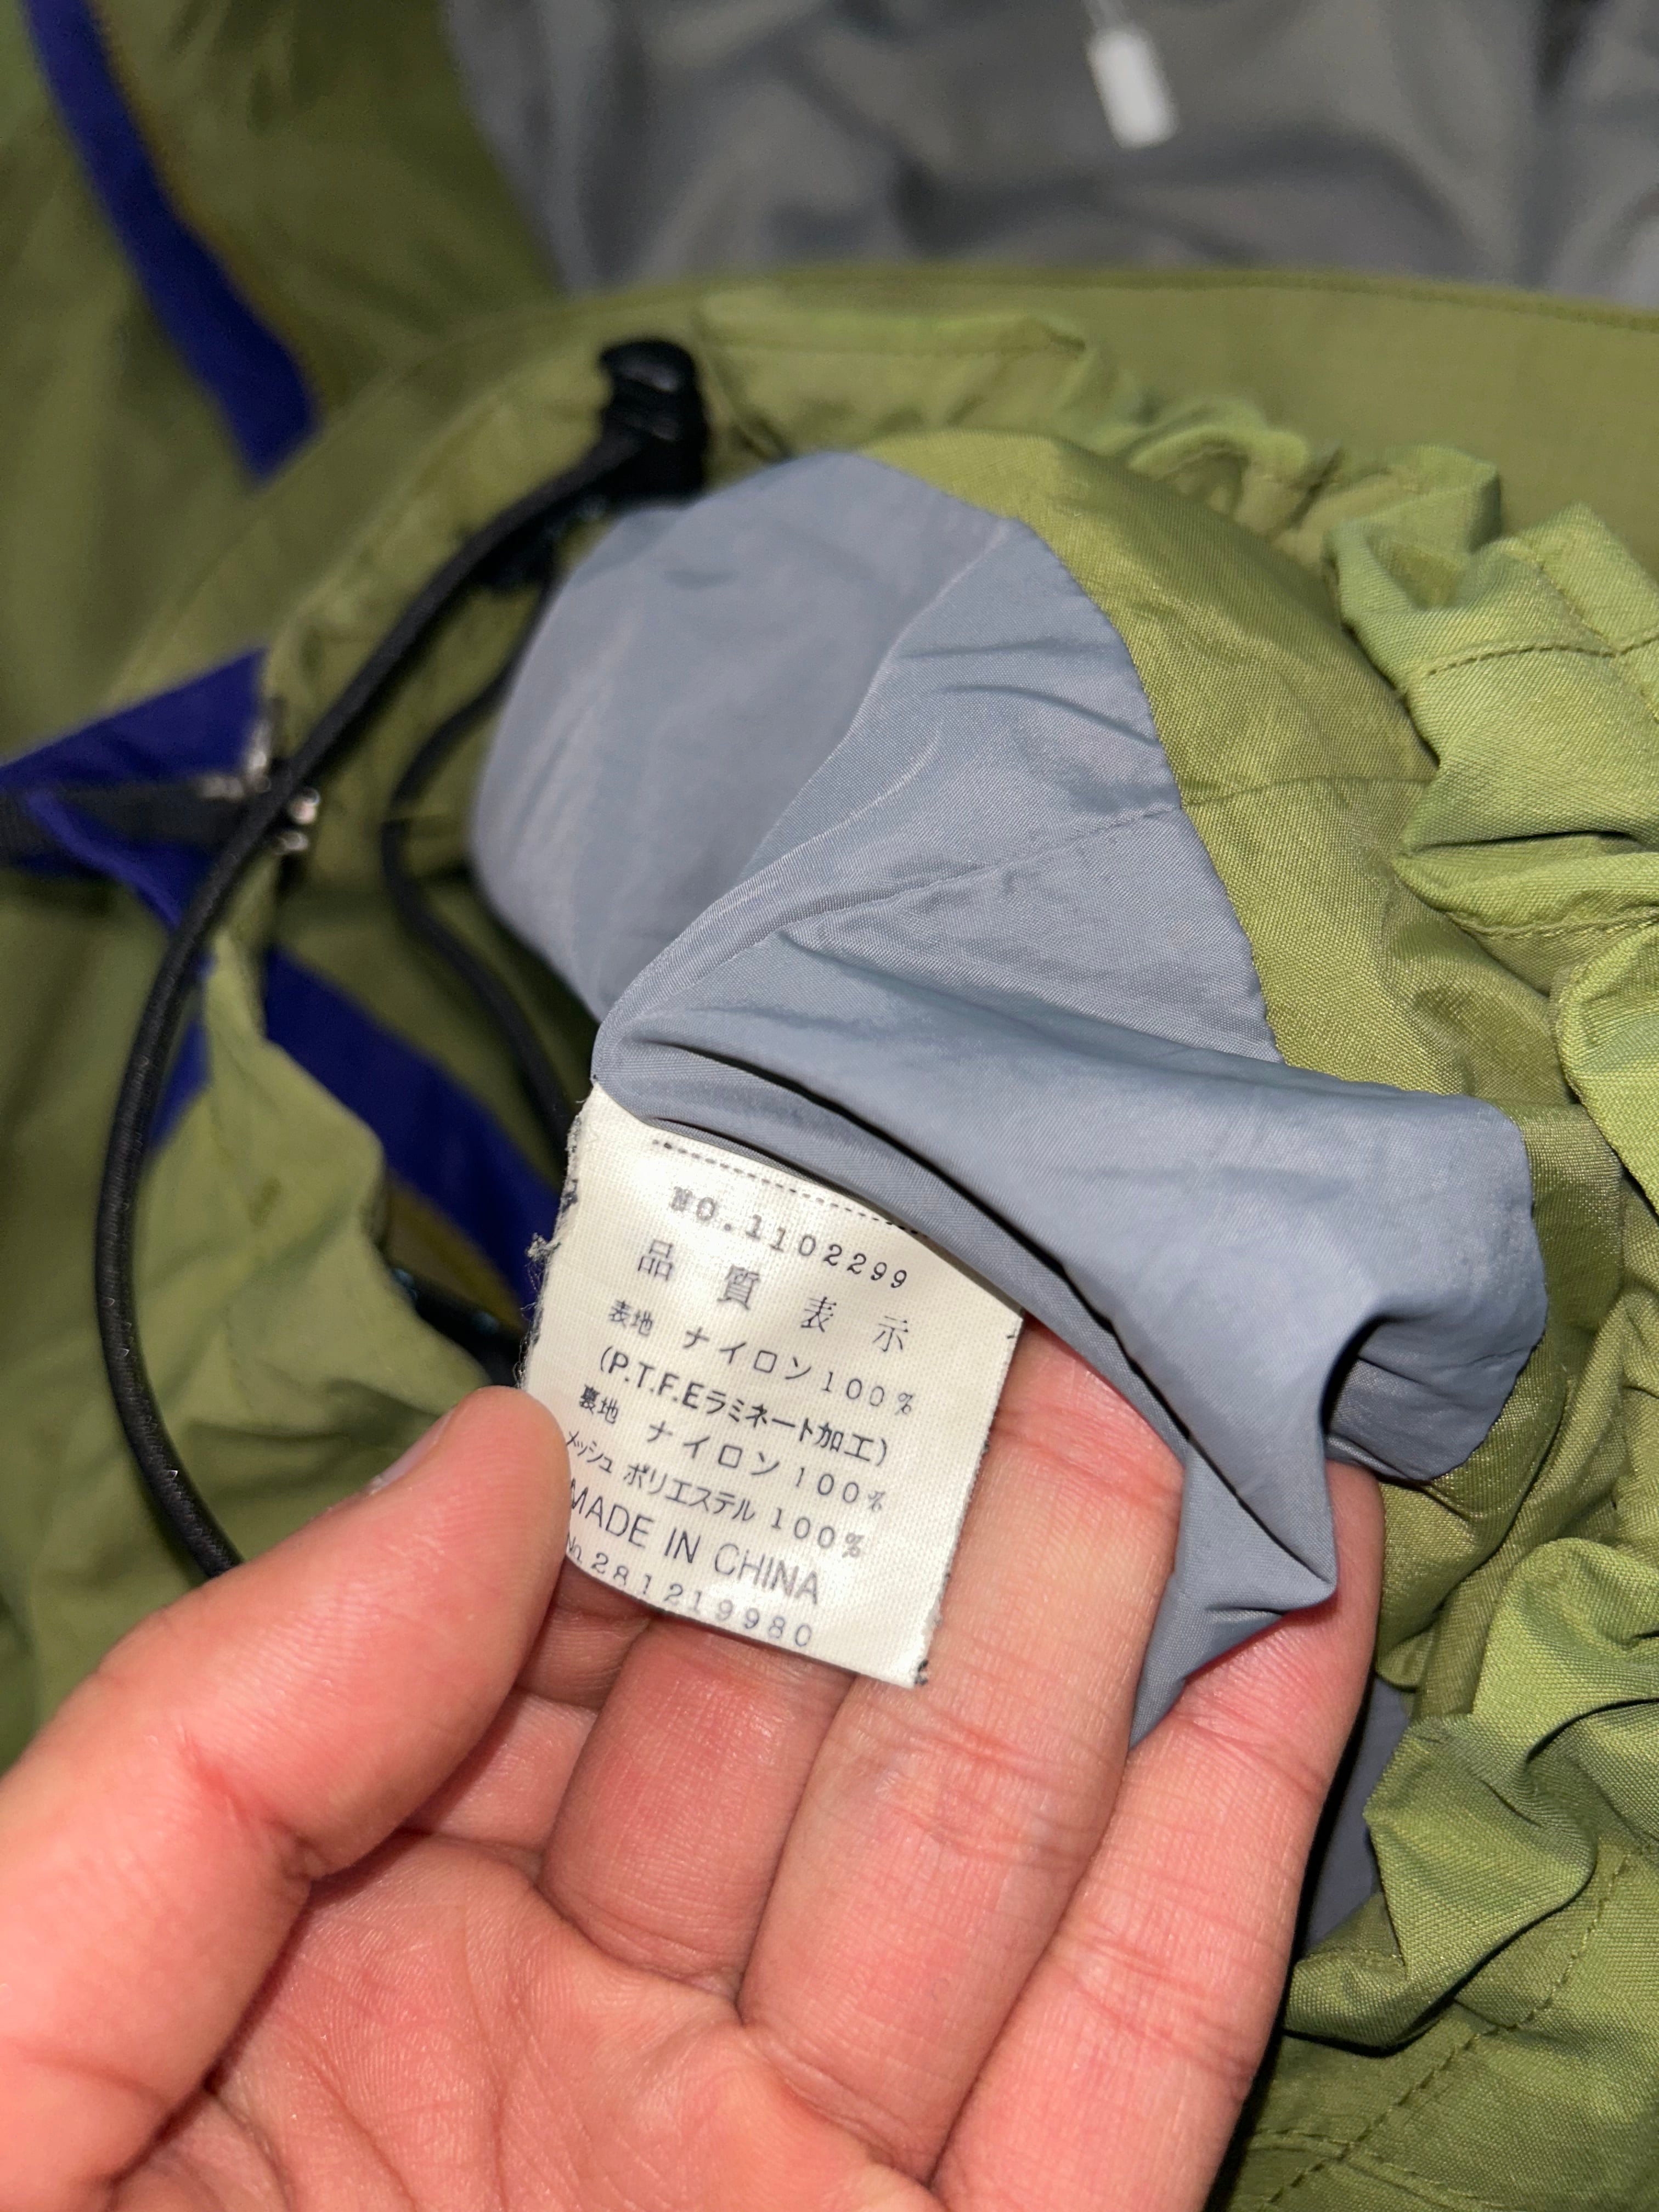 NO.1102299
品質表示
表地 ナイロン100%
(P.T.F.Eラミネート加工)
裏地 ナイロン100%
メッシュ ポリエステル100%
MADE IN CHINA
No.281219980